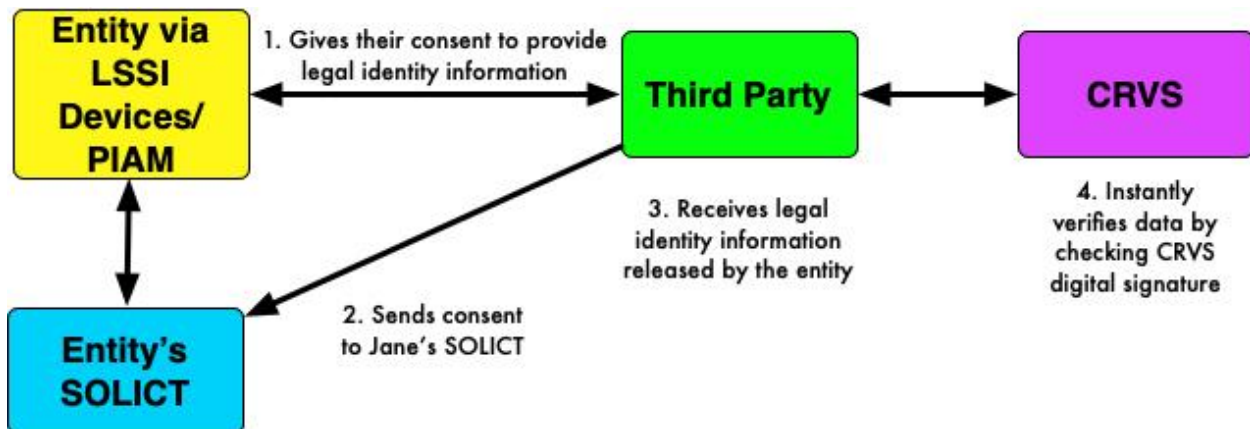 Entity via
LSSI
Devices/
PIAM
1. Gives their consent to provide
legal identity information
Third Party
CRVS
3. Receives legal
identity information
released by the entity
4. Instantly
verifies data by
checking CRVS
digital signature
2. Sends consent
to Jane's SOLICT
Entity's
SOLICT